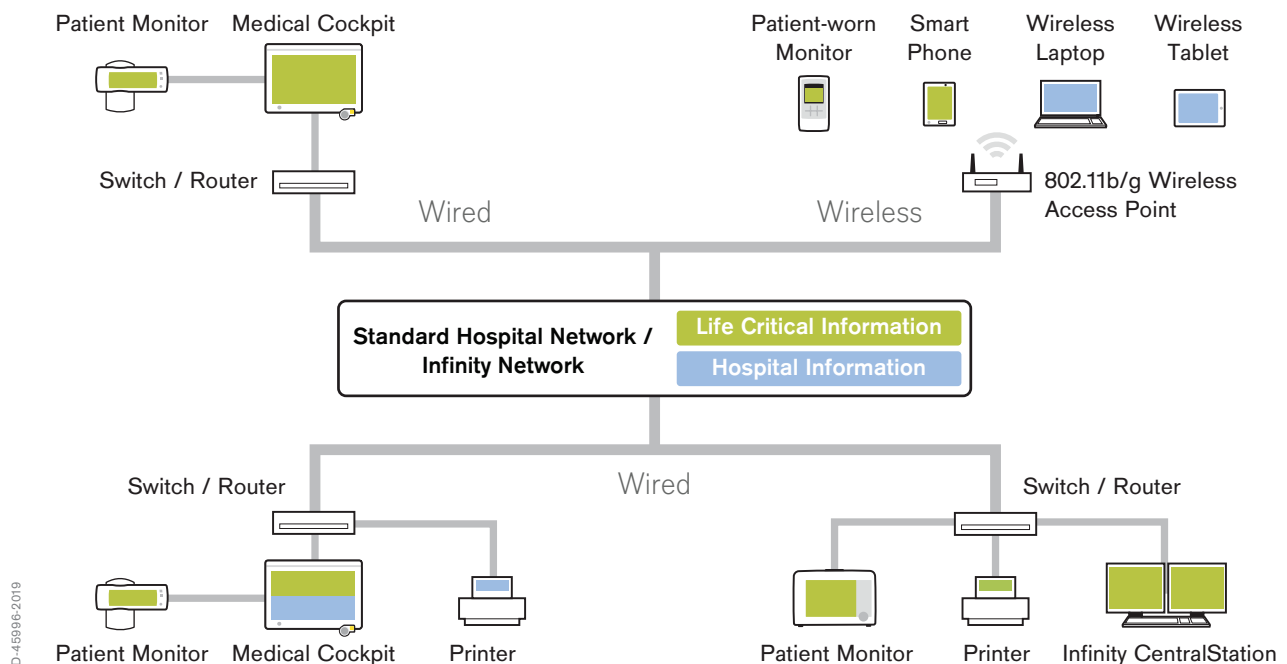 Patient Monitor
Medical Cockpit
Patient-worn
Monitor
Smart
Phone
Wireless
Laptop
Wireless
Tablet
Switch / Router
802.11b/g Wireless
Access Point
Wired
Wireless
Standard Hospital Network /
Infinity Network
Life Critical Information
Hospital Information
Switch / Router
Wired
Switch / Router
Patient Monitor
Medical Cockpit
Printer
Patient Monitor
Printer
Infinity CentralStation
D-45996-2019